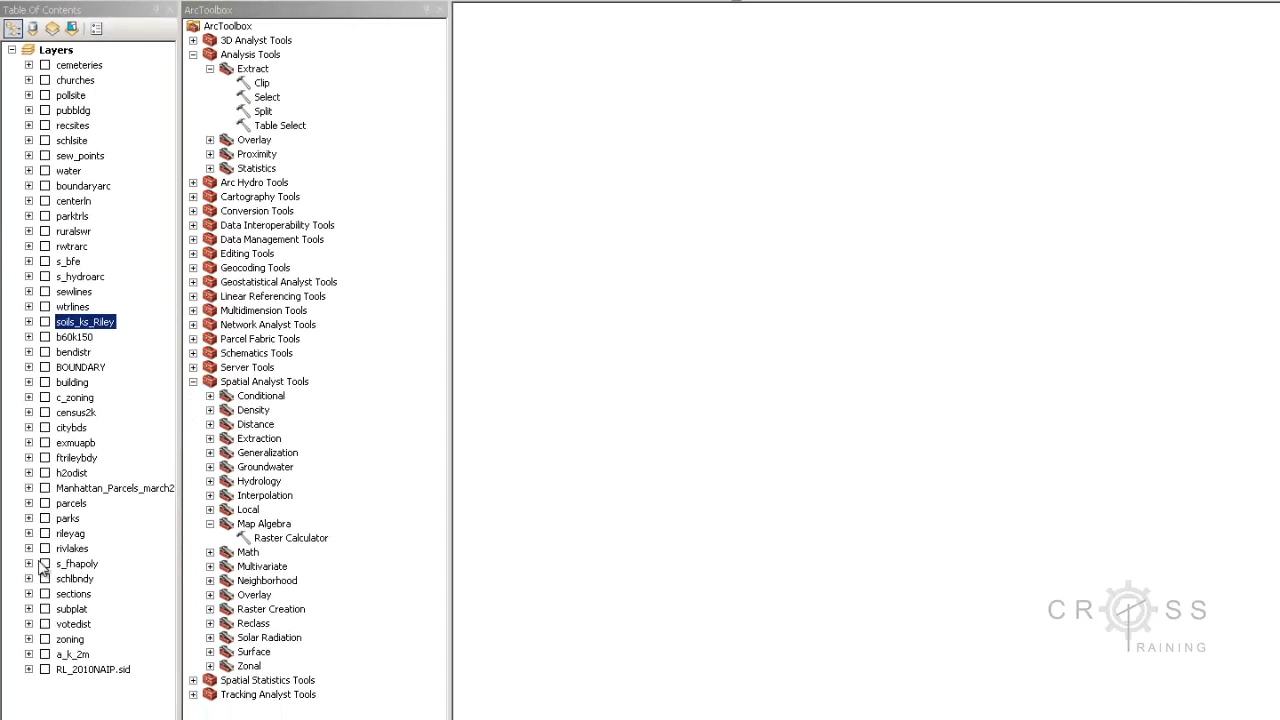 Table Of Contents
Layers
cemeteries
churches
pollsite
pubbldg
recsites
schlsite
sew_points
water
boundaryarc
centerln
parktrls
ruralswr
rwtrarc
s_bfe
s_hydroarc
sewlines
wtrlines
soils_ks_Riley
b60k150
bendistr
BOUNDARY
building
c_zoning
census2k
citybds
exmuapb
ftrileybdy
h2odist
Manhattan_Parcels_march2
parcels
parks
rileyag
rivlakes
s_fhapoly
schlbndy
sections
subplat
votedist
zoning
a_k_2m
RL_2010NAIP.sid
ArcToolbox
ArcToolbox
3D Analyst Tools
Analysis Tools
Extract
Clip
Select
Split
Table Select
Overlay
Proximity
Statistics
Arc Hydro Tools
Cartography Tools
Conversion Tools
Data Interoperability Tools
Data Management Tools
Editing Tools
Geocoding Tools
Geostatistical Analyst Tools
Linear Referencing Tools
Multidimension Tools
Network Analyst Tools
Parcel Fabric Tools
Schematics Tools
Server Tools
Spatial Analyst Tools
Conditional
Density
Distance
Extraction
Generalization
Groundwater
Hydrology
Interpolation
Local
Map Algebra
Raster Calculator
Math
Multivariate
Neighborhood
Overlay
Raster Creation
Reclass
Solar Radiation
Surface
Zonal
Spatial Statistics Tools
Tracking Analyst Tools
CROSS
TRAINING